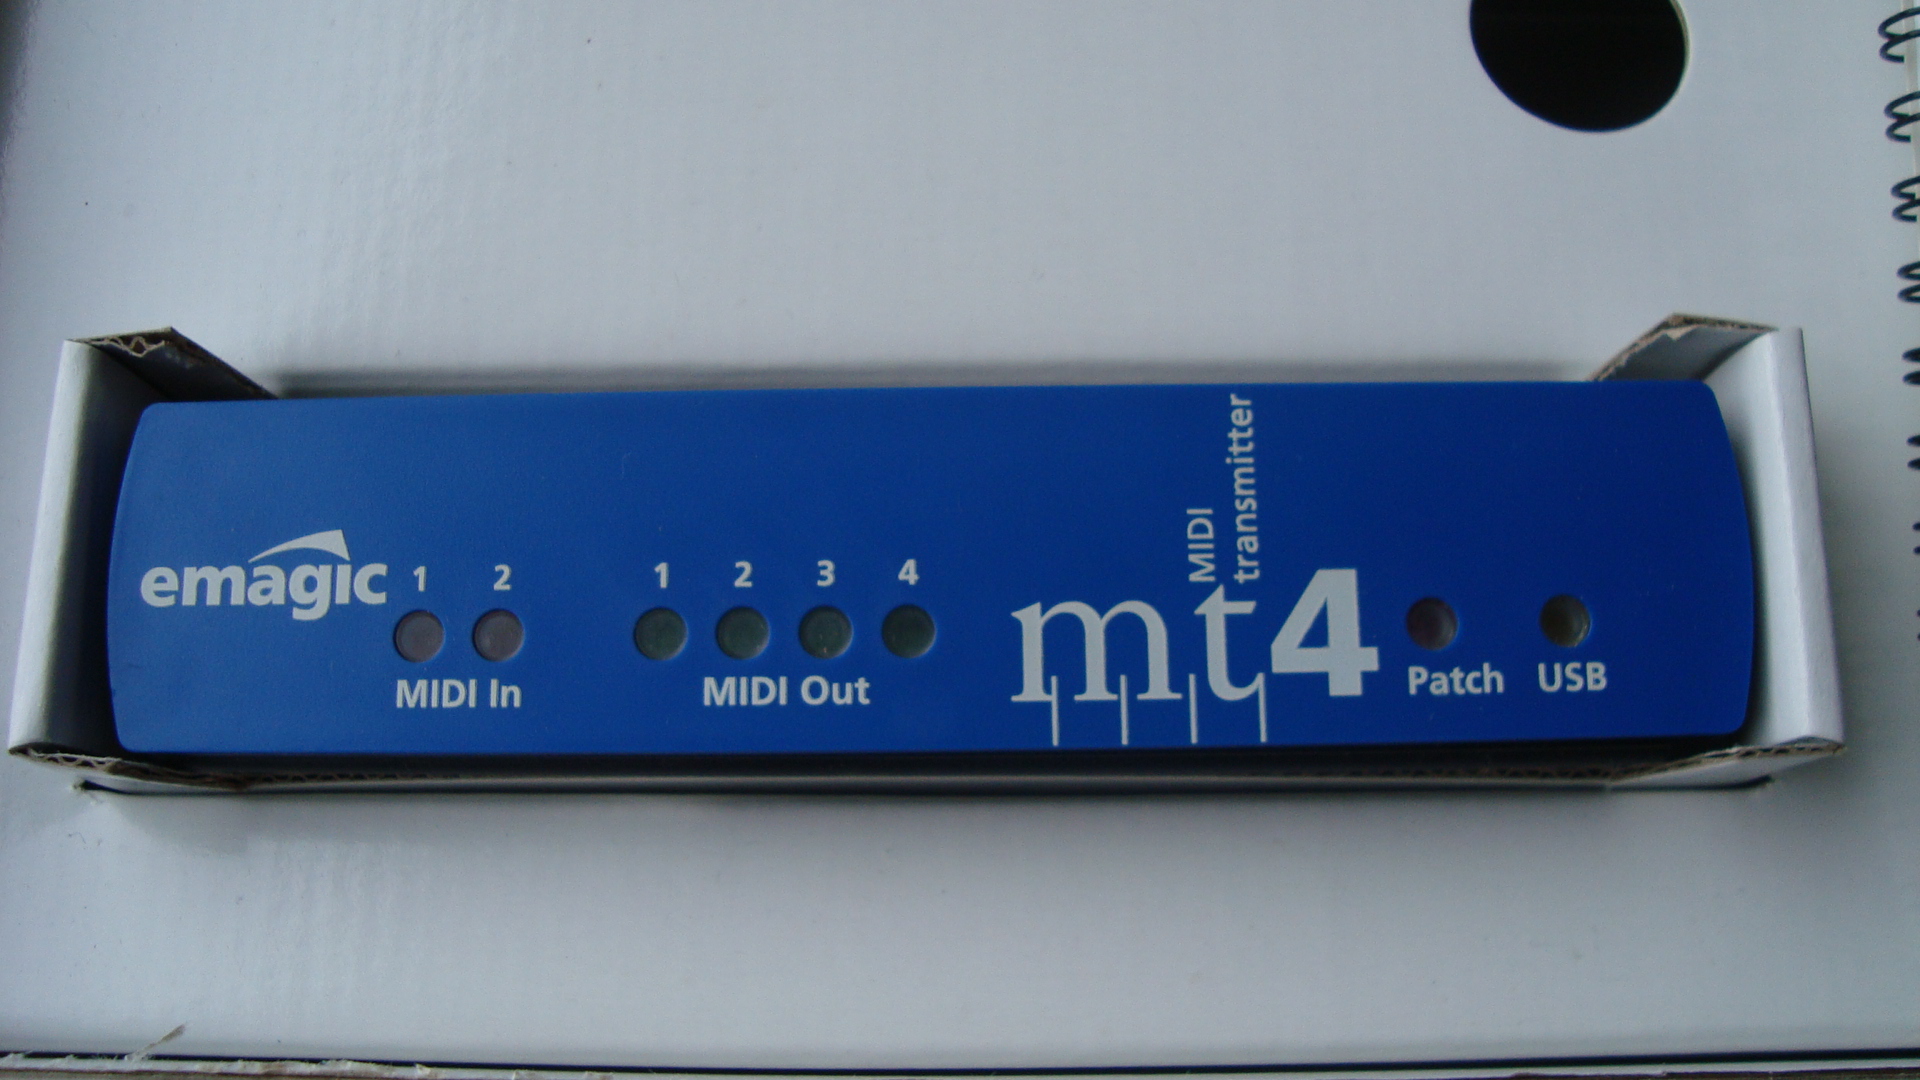 emagic
1 2
MIDI In
1 2 3 4
MIDI Out
MIDI
transmitter
mt4
Patch
USB